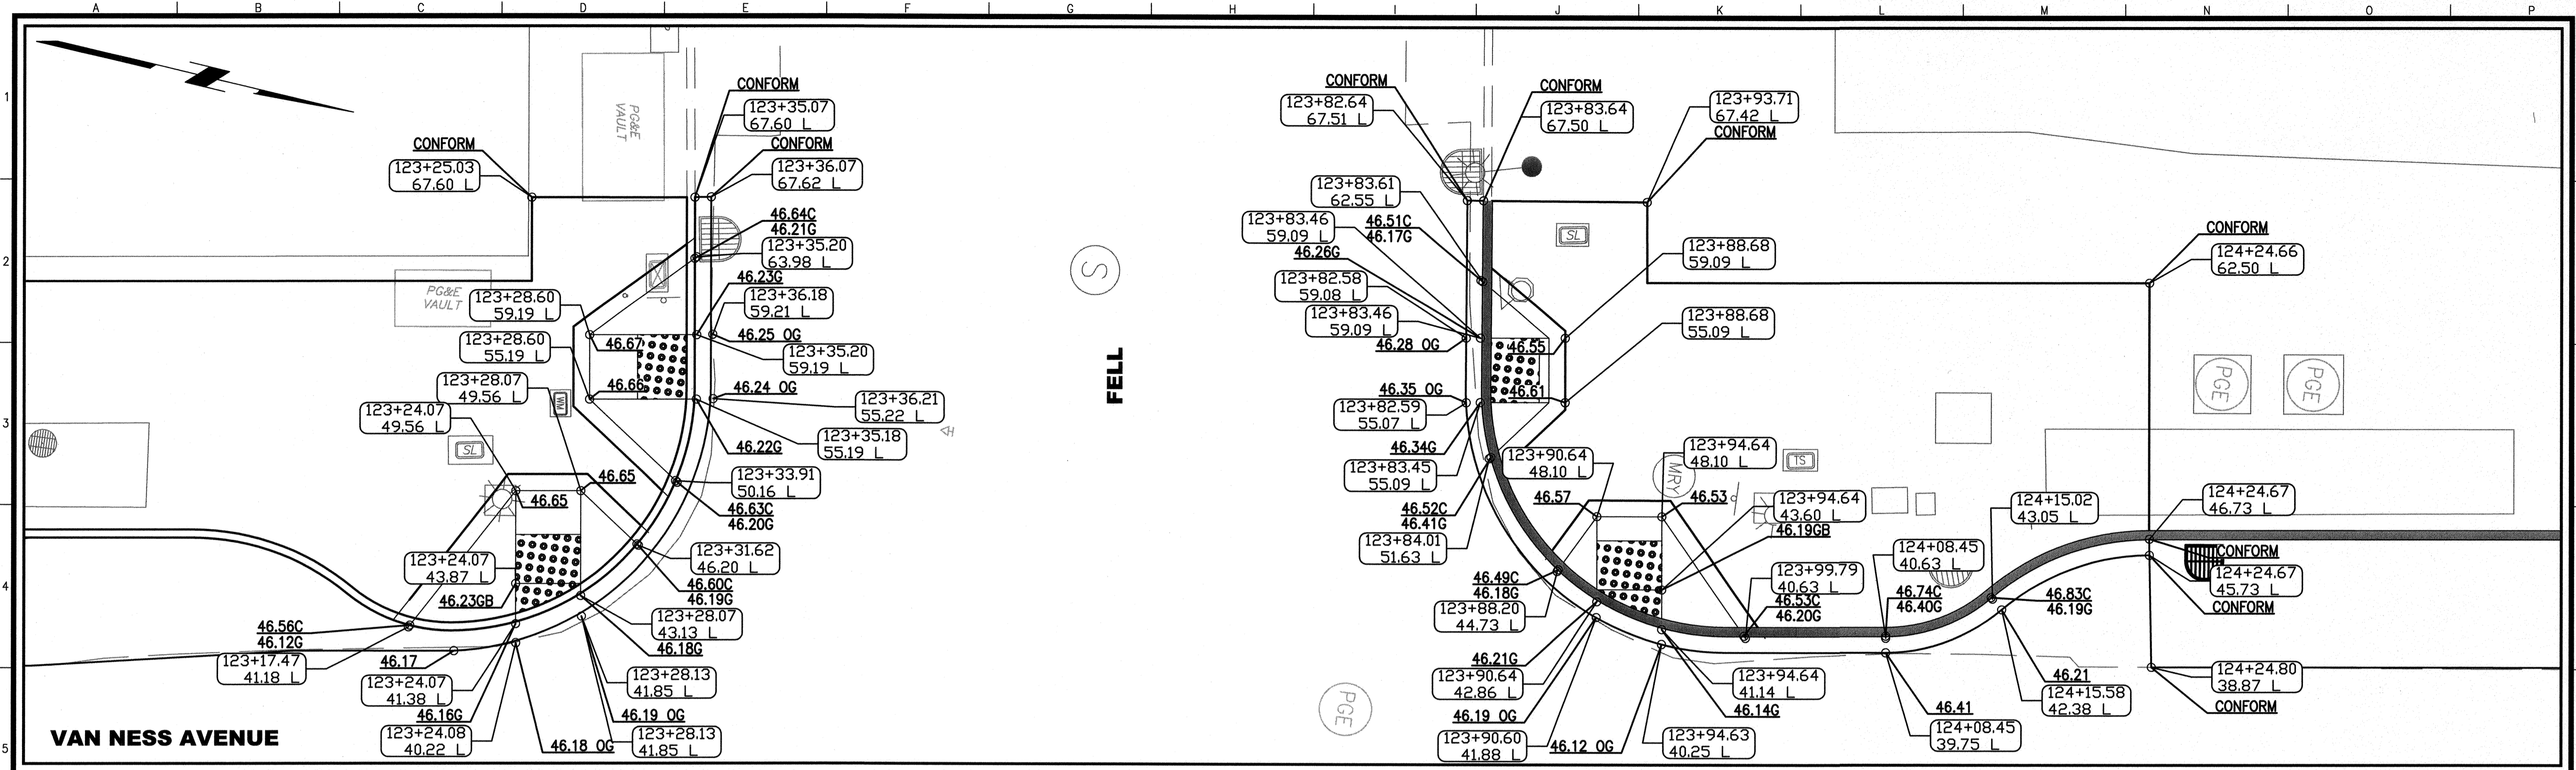 A B C D E F G H I J K L M N O P
1
2
3
4
5
CONFORM
123+25.03
67.60 L
PG&E
VAULT
CONFORM
123+35.07
67.60 L
CONFORM
123+36.07
67.62 L
46.64C
46.21G
123+35.20
63.98 L
46.23G
123+36.18
59.21 L
46.25 OG
123+35.20
59.19 L
46.24 OG
123+36.21
55.22 L
123+35.18
55.19 L
46.22G
PG&E
VAULT
123+28.60
59.19 L
46.67
123+28.60
55.19 L
46.66
123+28.07
49.56 L
WM
123+24.07
49.56 L
SL
46.65
46.65
123+33.91
50.16 L
46.63C
46.20G
123+31.62
46.20 L
46.60C
46.19G
123+24.07
43.87 L
46.23GB
123+28.07
43.13 L
46.18G
46.56C
46.12G
123+17.47
41.18 L
46.17
123+24.07
41.38 L
46.16G
123+24.08
40.22 L
46.18 OG
123+28.13
41.85 L
46.19 OG
123+28.13
41.85 L
VAN NESS AVENUE
S
FELL
PGE
CONFORM
123+82.64
67.51 L
CONFORM
123+83.64
67.50 L
123+93.71
67.42 L
CONFORM
123+83.61
62.55 L
46.51C
46.17G
123+83.46
59.09 L
46.26G
123+82.58
59.08 L
123+83.46
59.09 L
46.28 OG
SL
123+88.68
59.09 L
46.55
123+88.68
55.09 L
46.61
46.35 OG
123+82.59
55.07 L
46.34G
123+83.45
55.09 L
46.52C
46.41G
123+84.01
51.63 L
123+90.64
48.10 L
46.57
MRY
123+94.64
48.10 L
46.53
TS
123+94.64
43.60 L
46.19GB
46.49C
46.18G
123+88.20
44.73 L
123+99.79
40.63 L
46.53C
46.20G
46.21G
123+90.64
42.86 L
46.19 OG
123+90.60
41.88 L
46.12 OG
123+94.64
41.14 L
46.14G
123+94.63
40.25 L
124+08.45
40.63 L
46.74C
46.40G
46.41
124+08.45
39.75 L
124+15.02
43.05 L
46.83C
46.19G
46.21
124+15.58
42.38 L
CONFORM
124+24.66
62.50 L
PGE
PGE
124+24.67
46.73 L
CONFORM
124+24.67
45.73 L
CONFORM
124+24.80
38.87 L
CONFORM